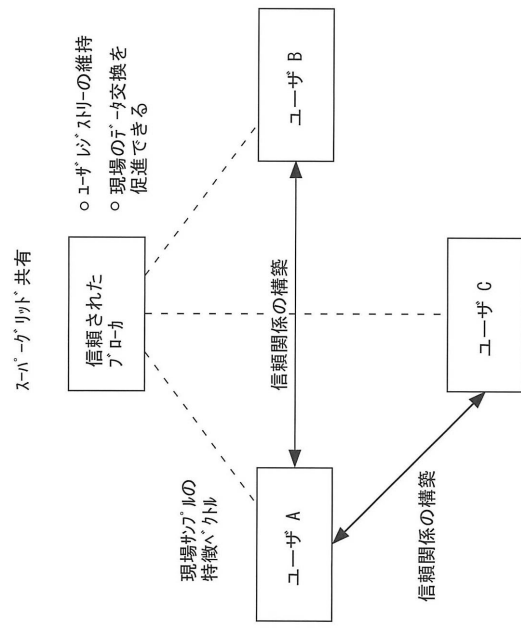 スーパーグリッド共有
信頼された
ブローカ
○ ユーザレジストリーの維持
○ 現場のデータ交換を
促進できる
現場サンプルの
特徴ベクトル
ユーザ A
信頼関係の構築
ユーザ B
信頼関係の構築
ユーザ C